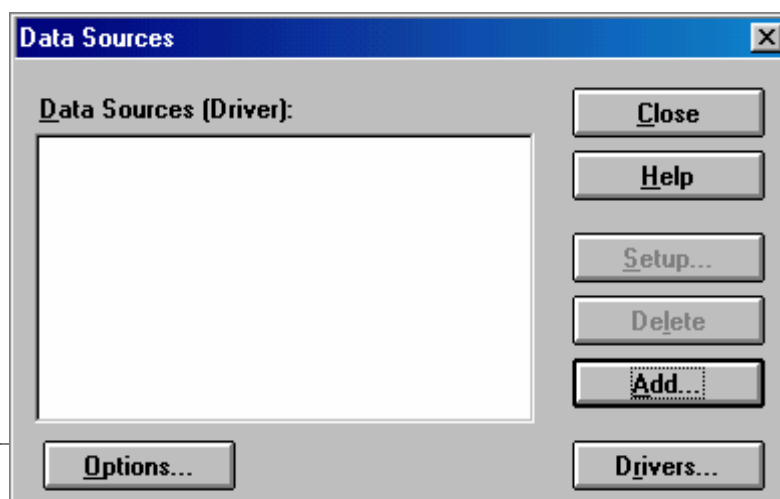 Data Sources
Data Sources (Driver):
Close
Help
Setup...
Delete
Add...
Options...
Drivers...